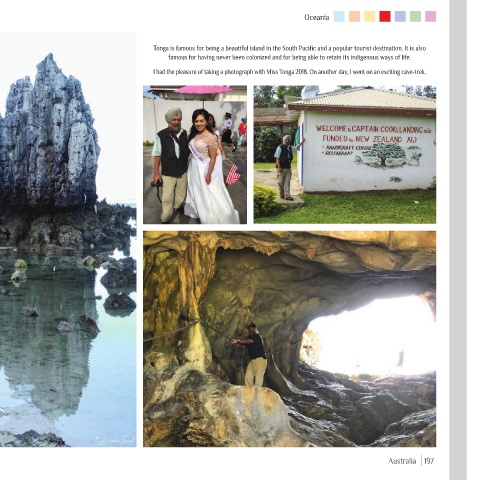 Oceania
Tonga is famous for being a beautiful island in the South Pacific and a popular tourist destination. It is also
famous for having never been colonized and for being able to retain its indigenous ways of life.
I had the pleasure of taking a photograph with Miss Tonga 2018. On another day, I went on an exciting cave-trek.
WELCOME to CAPTAIN COOK'S LANDING
FUNDED by NEW ZEALAND AID
• HANDICRAFT CENTRE
• RESTAURANT
Australia | 197